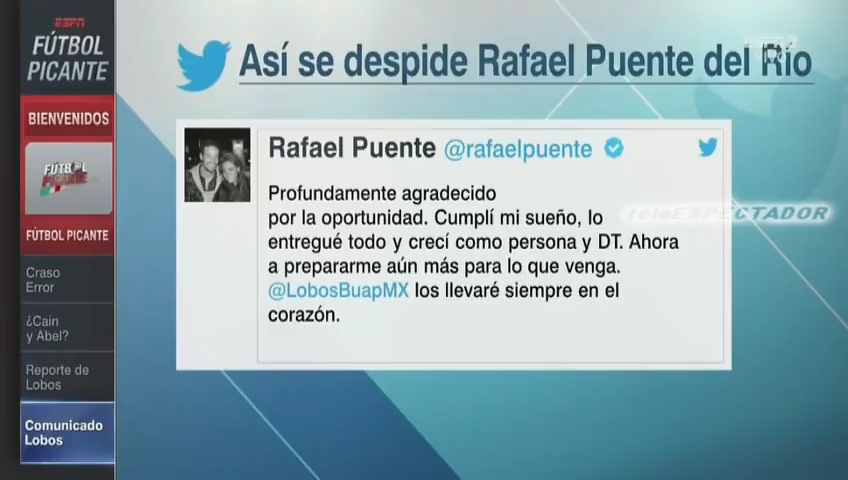 ESPN
FÚTBOL
PICANTE
BIENVENIDOS
FÚTBOL
PICANTE
FÚTBOL PICANTE
Craso
Error
¿Caín
y Abel?
Reporte de
Lobos
Comunicado
Lobos
Así se despide Rafael Puente del Río
Rafael Puente @rafaelpuente
Profundamente agradecido
por la oportunidad. Cumplí mi sueño, lo
entregué todo y crecí como persona y DT. Ahora
a prepararme aún más para lo que venga.
@LobosBuapMX los llevaré siempre en el
corazón.
teleESPECTADOR